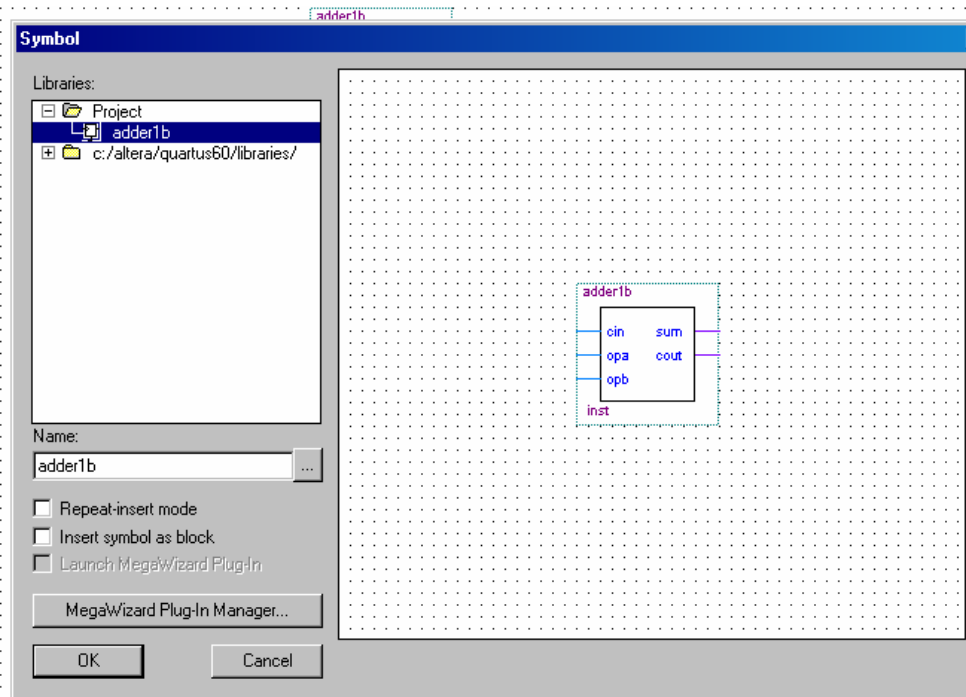 adder1b
Symbol
Libraries:
Project
adder1b
c:/altera/quartus60/libraries/
adder1b
cin sum
opa cout
opb
inst
Name:
adder1b
...
Repeat-insert mode
Insert symbol as block
Launch MegaWizard Plug-In
MegaWizard Plug-In Manager...
OK Cancel